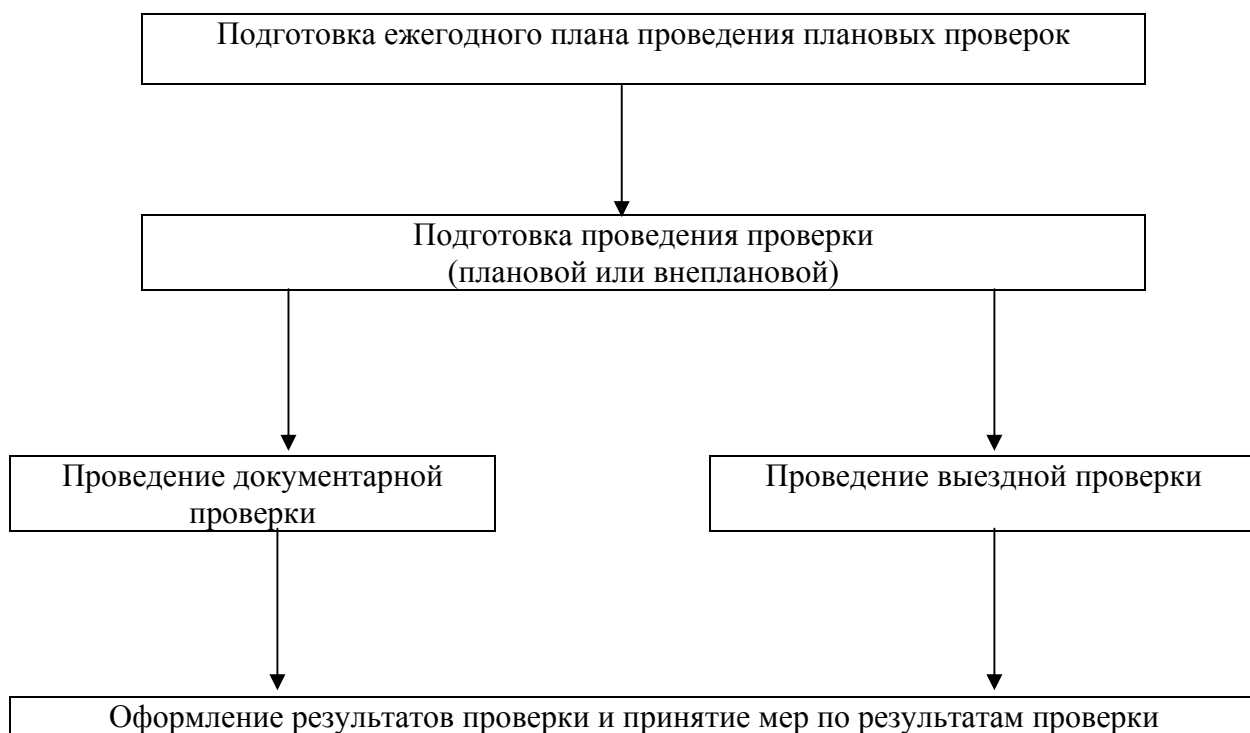 Подготовка ежегодного плана проведения плановых проверок
Подготовка проведения проверки
(плановой или внеплановой)
Проведение документарной
проверки
Проведение выездной проверки
Оформление результатов проверки и принятие мер по результатам проверки